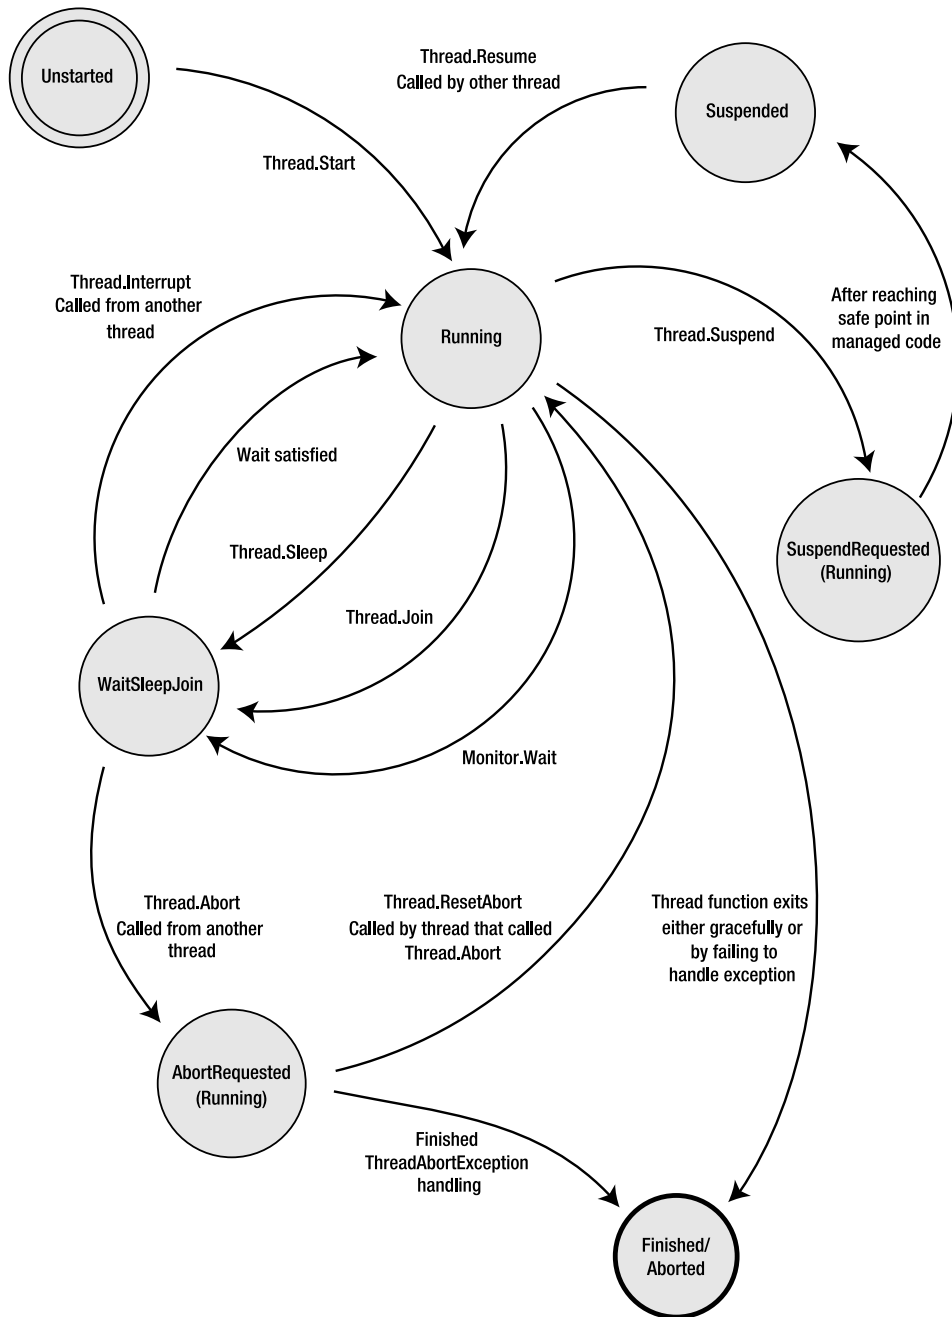 Unstarted
Thread.Resume
Called by other thread
Suspended
Thread.Start
Thread.Interrupt
Called from another
thread
Running
After reaching
safe point in
managed code
Thread.Suspend
Wait satisfied
Thread.Sleep
SuspendRequested
(Running)
Thread.Join
WaitSleepJoin
Monitor.Wait
Thread.Abort
Called from another
thread
Thread.ResetAbort
Called by thread that called
Thread.Abort
Thread function exits
either gracefully or
by failing to
handle exception
AbortRequested
(Running)
Finished
ThreadAbortException
handling
Finished/
Aborted